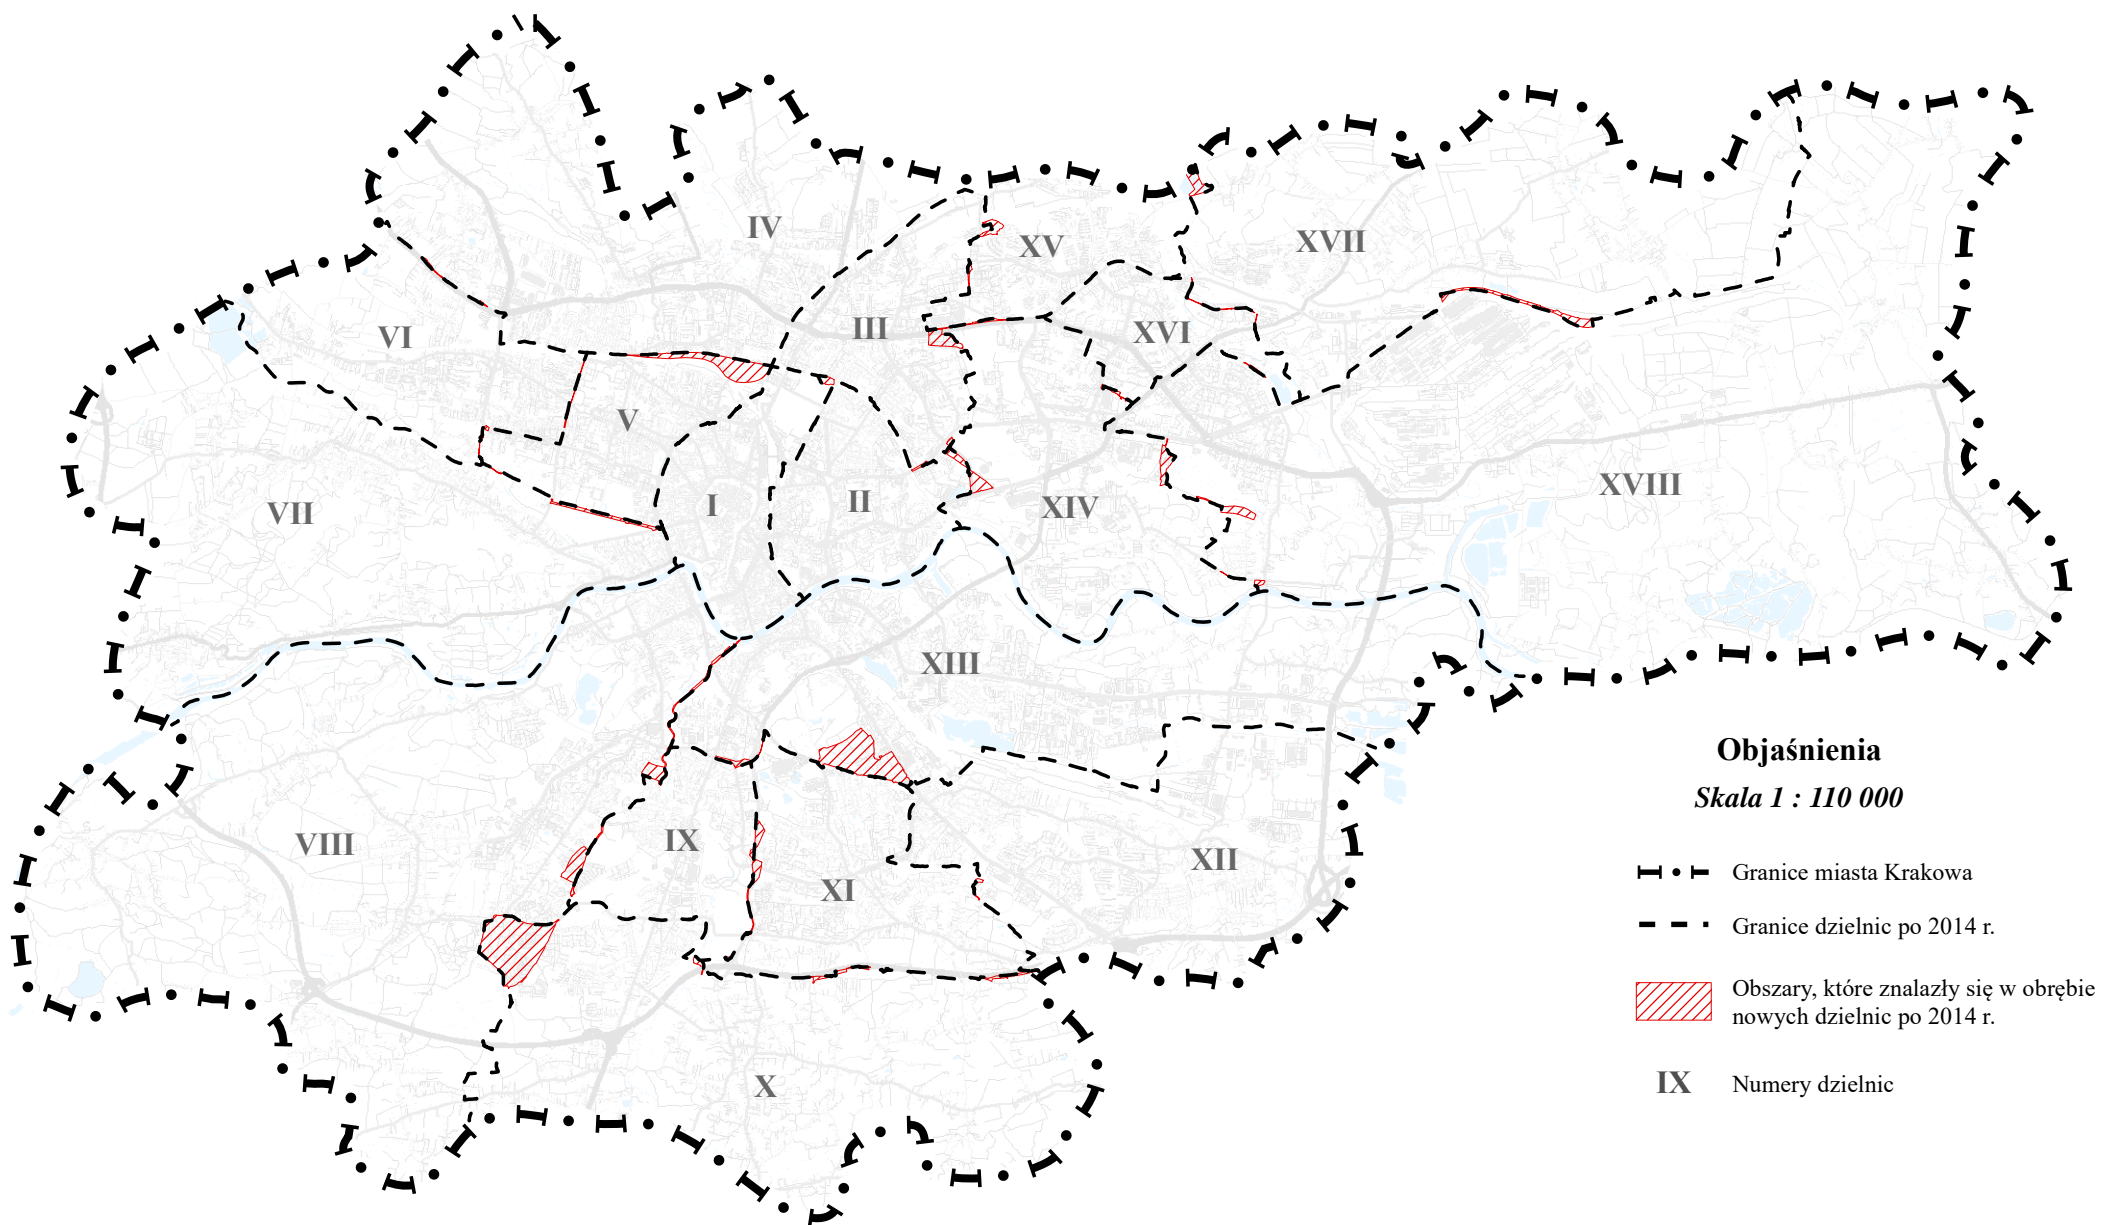 IV
XV
XVII
III
XVI
VI
V
I
II
VII
XIV
XVIII
XIII
VIII
IX
XI
XII
X
Objaśnienia
Skala 1 : 110 000
Granice miasta Krakowa
Granice dzielnic po 2014 r.
Obszary, które znalazły się w obrębie
nowych dzielnic po 2014 r.
IX Numery dzielnic